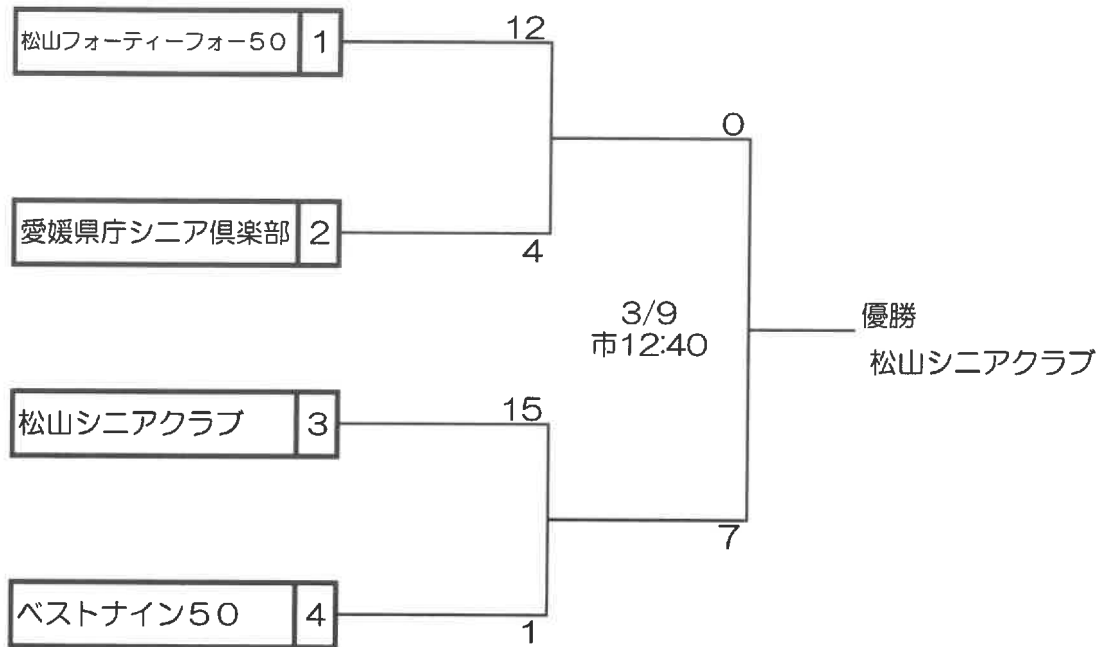 松山フォーティーフォー50 1
12
0
愛媛県庁シニア倶楽部 2
4
3/9
市12:40
優勝
松山シニアクラブ
松山シニアクラブ 3
15
7
ベストナイン50 4
1